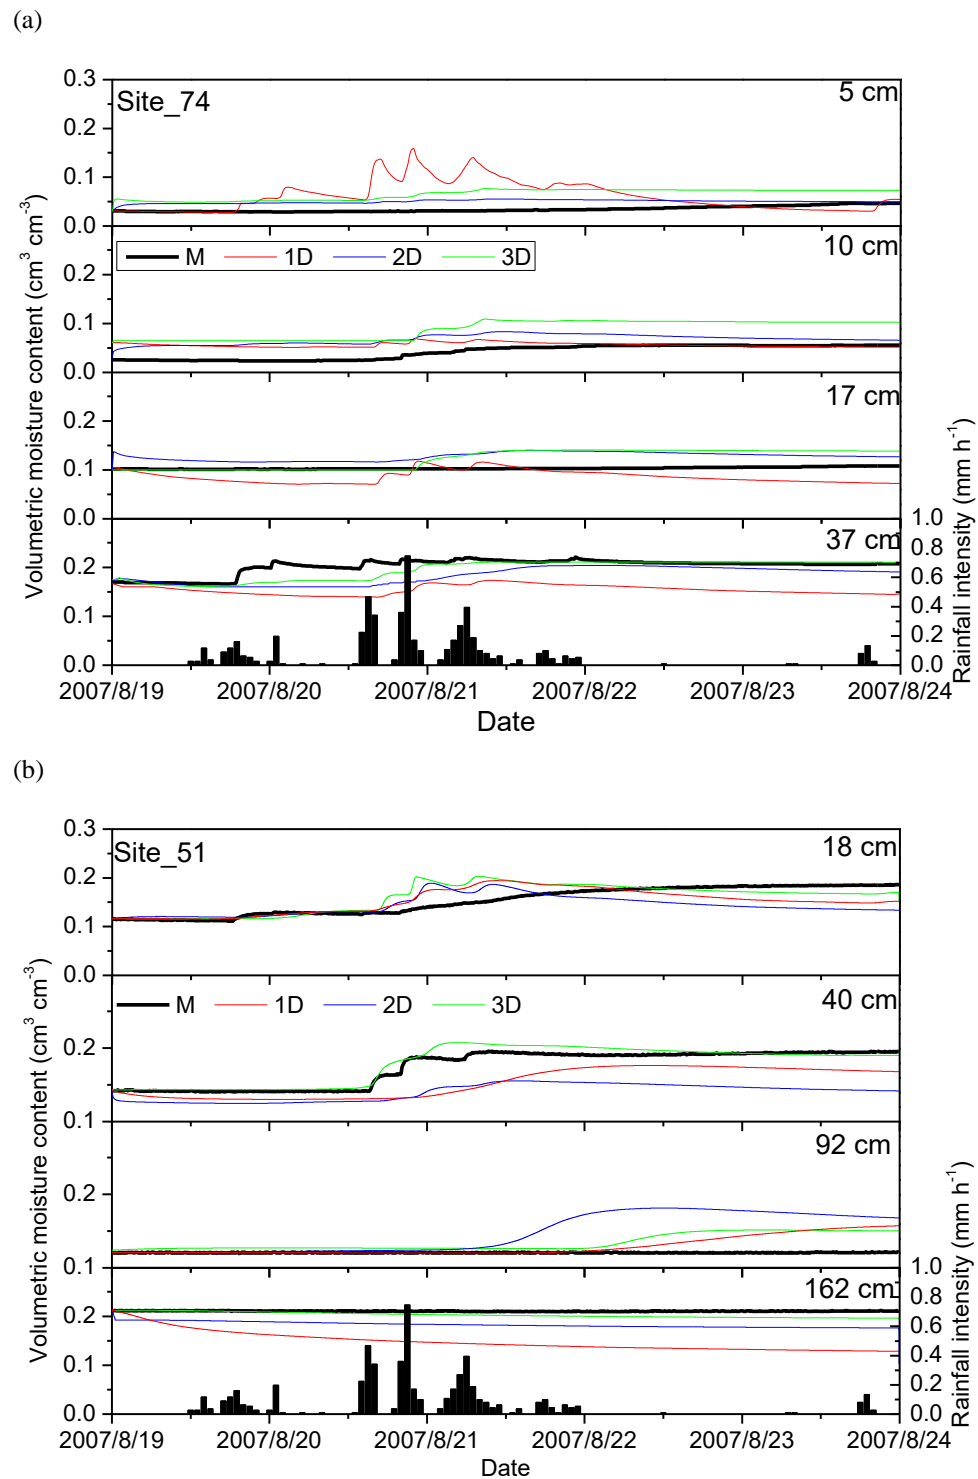 (a)
0.3
Site_74
5 cm
0.2
0.1
0.0
M 1D 2D 3D
10 cm
0.1
0.0
17 cm
0.2
0.1
0.0
37 cm
0.2
0.1
0.0
1.0
0.8
0.6
0.4
0.2
0.0
Volumetric moisture content (cm³ cm⁻³)
Rainfall intensity (mm h⁻¹)
2007/8/19 2007/8/20 2007/8/21 2007/8/22 2007/8/23 2007/8/24
Date
(b)
0.3
Site_51
18 cm
0.2
0.1
0.0
M 1D 2D 3D
40 cm
0.2
0.1
92 cm
0.2
0.1
162 cm
0.2
0.1
0.0
1.0
0.8
0.6
0.4
0.2
0.0
Volumetric moisture content (cm³ cm⁻³)
Rainfall intensity (mm h⁻¹)
2007/8/19 2007/8/20 2007/8/21 2007/8/22 2007/8/23 2007/8/24
Date